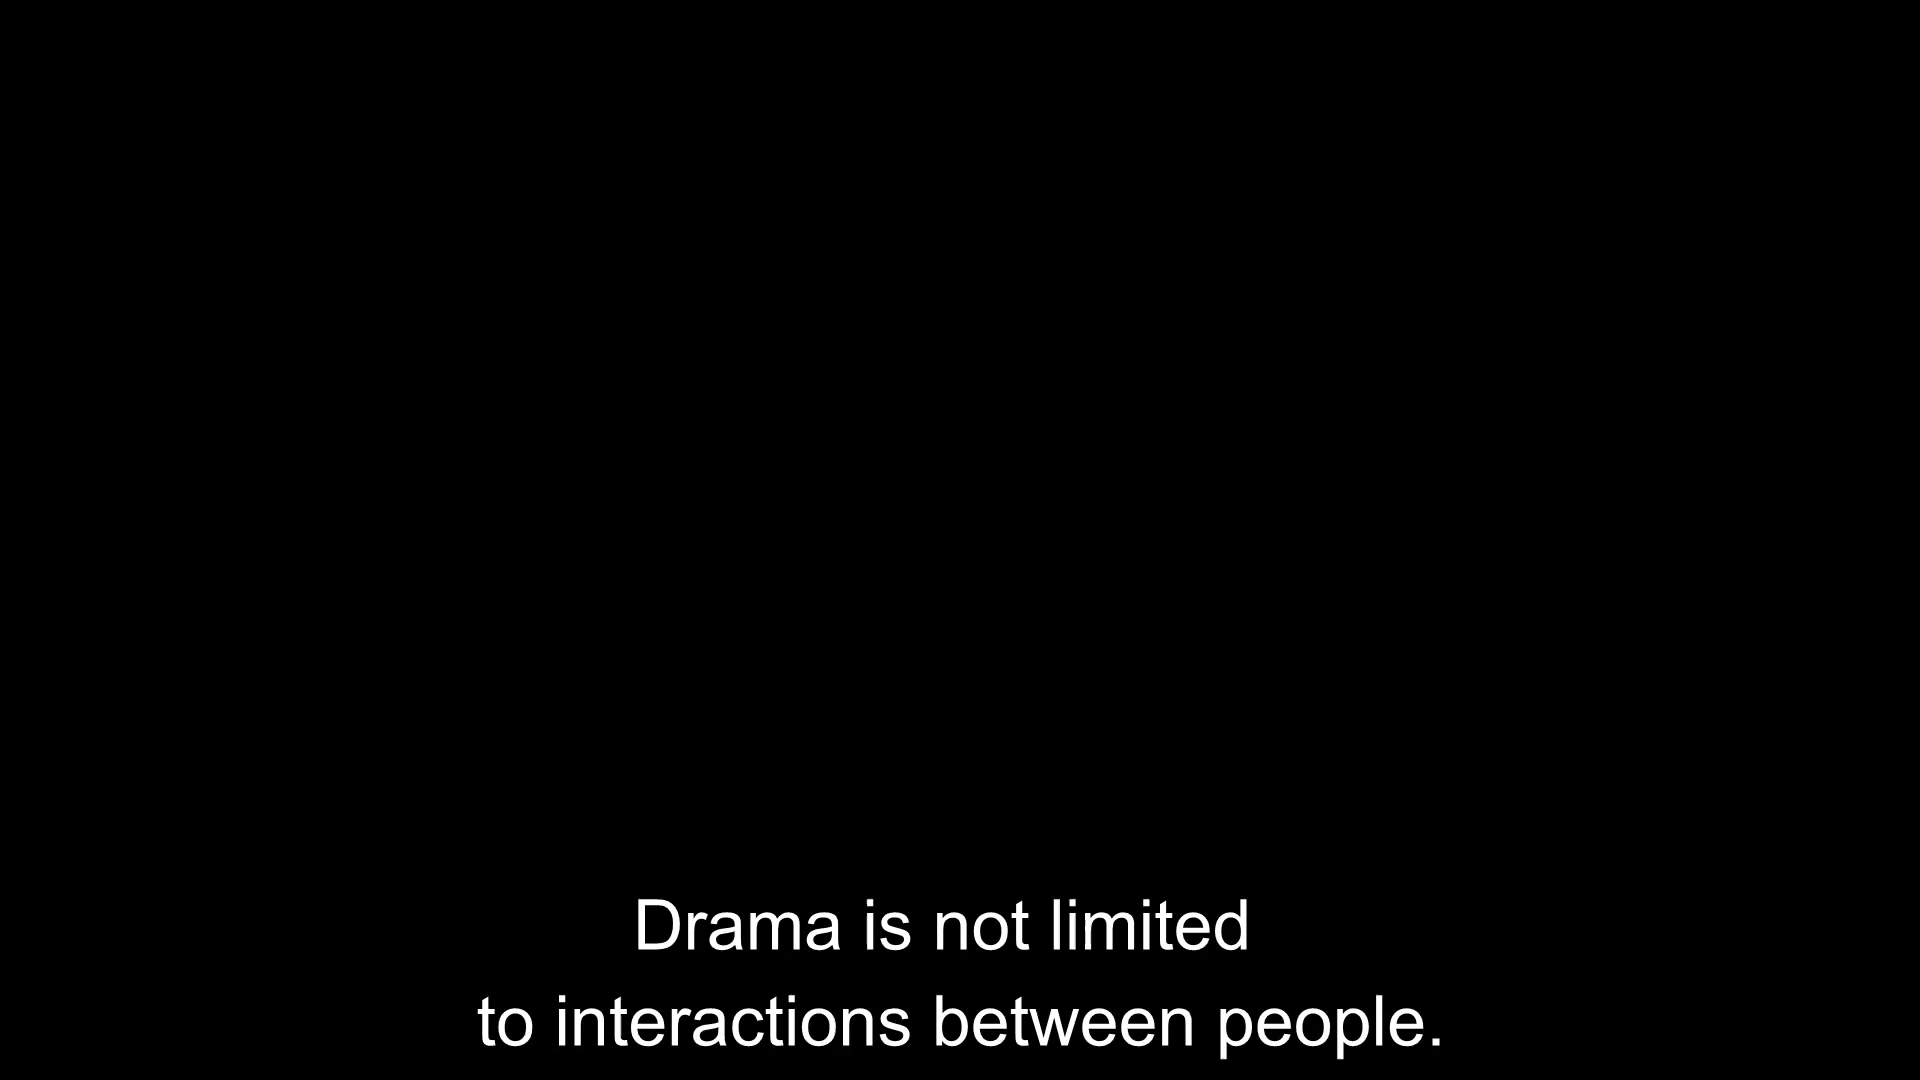 Drama is not limited
to interactions between people.